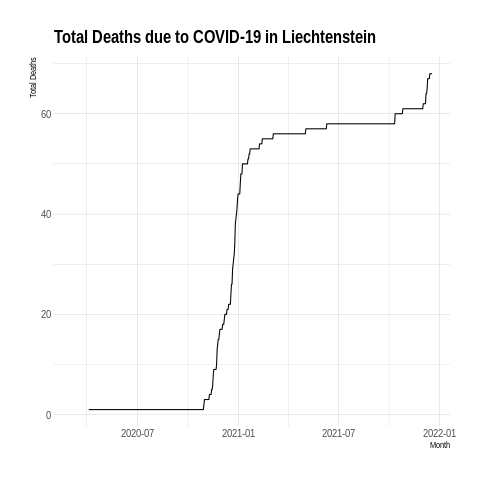 Total Deaths due to COVID-19 in Liechtenstein
Total Deaths
60
40
20
0
2020-07 2021-01 2021-07 2022-01
Month